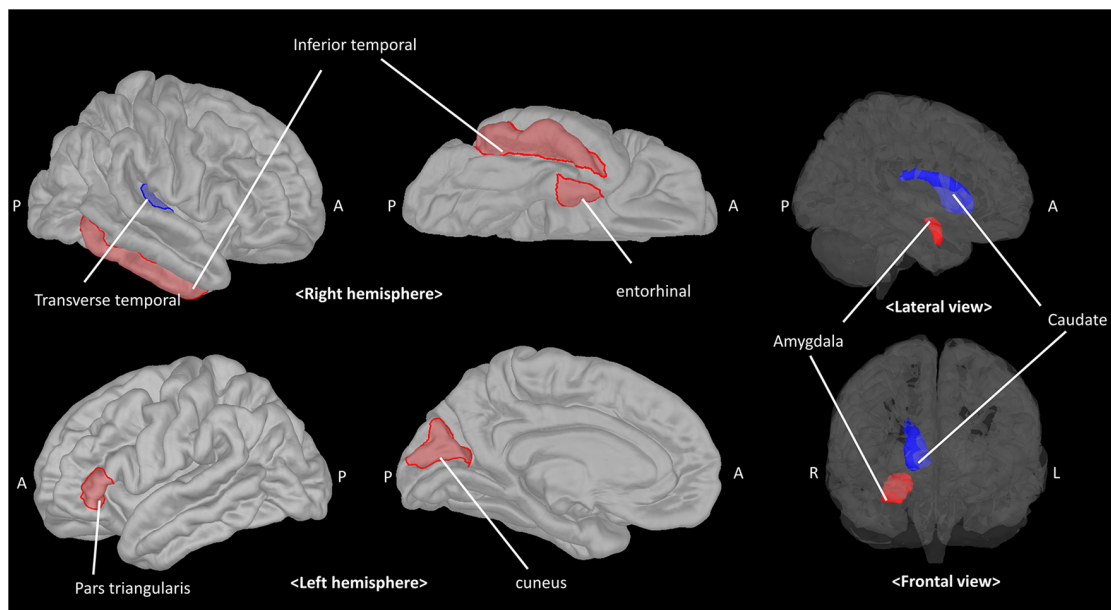 Inferior temporal
P
A
P
A
P
A
Transverse temporal
<Right hemisphere>
entorhinal
<Lateral view>
Caudate
Amygdala
A
P
P
A
R
L
Pars triangularis
<Left hemisphere>
cuneus
<Frontal view>